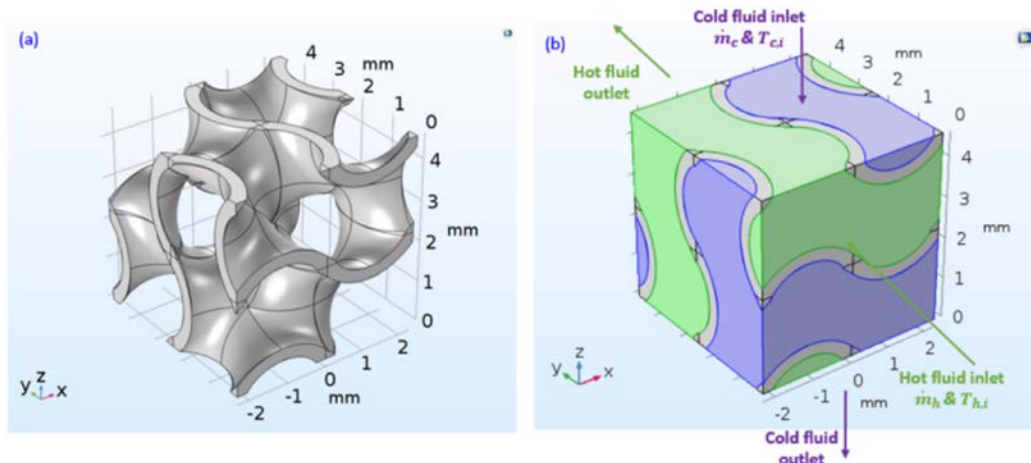 (a)
4
3
mm
2
1
0
4
3
mm
2
1
0
2
1
0
mm
-1
-2
z
y
x
(b)
Cold fluid inlet
ṁc & Tc,i
Hot fluid
outlet
4
mm
3
2
1
0
4
3
mm
2
1
0
2
1
0
mm
-1
-2
z
y
x
Hot fluid inlet
ṁh & Th,i
Cold fluid
outlet